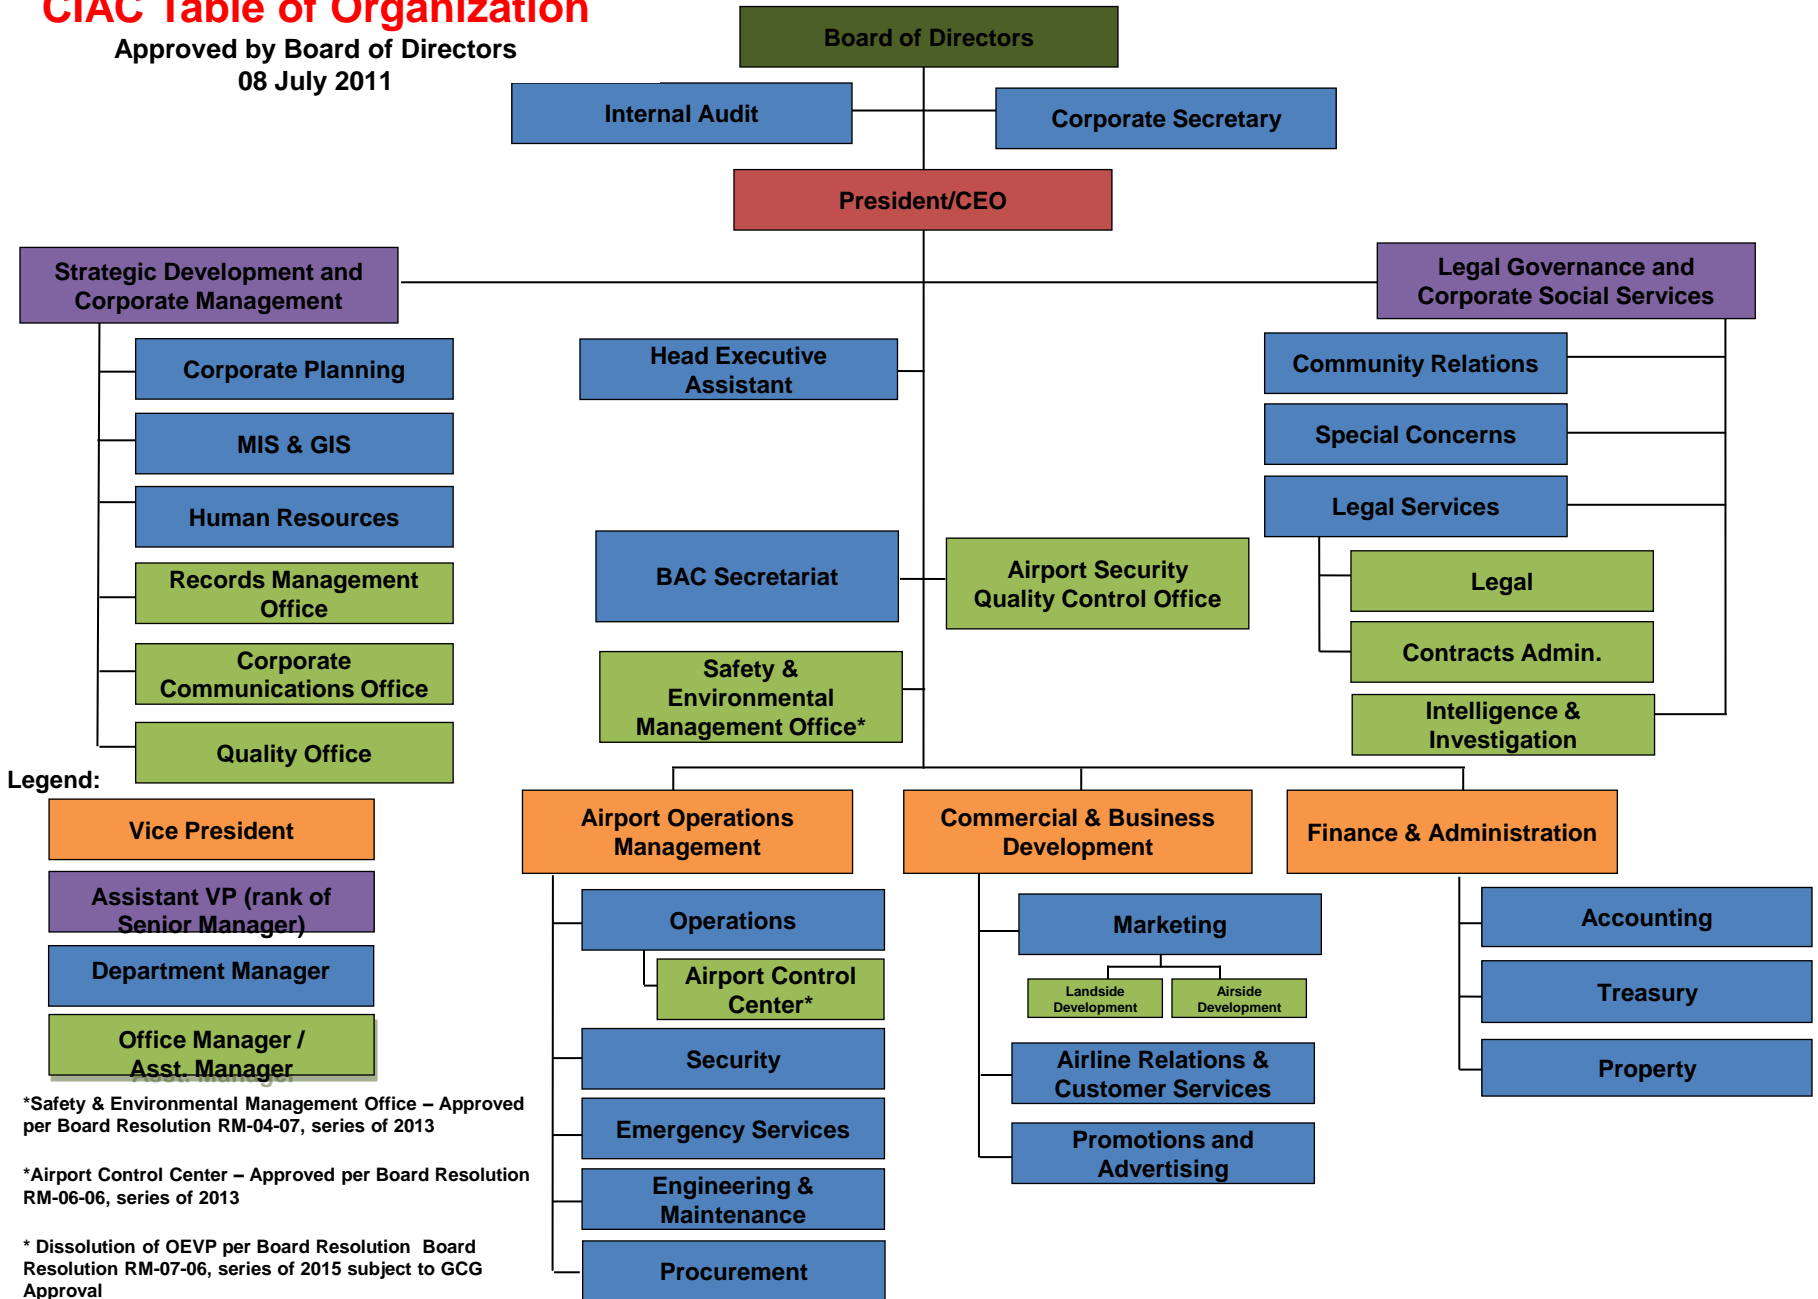 CIAC Table of Organization
Approved by Board of Directors
08 July 2011
Board of Directors
Internal Audit
Corporate Secretary
President/CEO
Strategic Development and
Corporate Management
Legal Governance and
Corporate Social Services
Corporate Planning
MIS & GIS
Human Resources
Records Management
Office
Corporate
Communications Office
Quality Office
Head Executive
Assistant
BAC Secretariat
Airport Security
Quality Control Office
Safety &
Environmental
Management Office*
Community Relations
Special Concerns
Legal Services
Legal
Contracts Admin.
Intelligence &
Investigation
Legend:
Vice President
Assistant VP (rank of
Senior Manager)
Department Manager
Office Manager /
Asst. Manager
Airport Operations
Management
Operations
Airport Control
Center*
Security
Emergency Services
Engineering &
Maintenance
Procurement
Commercial & Business
Development
Marketing
Landside
Development
Airside
Development
Airline Relations &
Customer Services
Promotions and
Advertising
Finance & Administration
Accounting
Treasury
Property
*Safety & Environmental Management Office – Approved
per Board Resolution RM-04-07, series of 2013
*Airport Control Center – Approved per Board Resolution
RM-06-06, series of 2013
* Dissolution of OEVP per Board Resolution  Board
Resolution RM-07-06, series of 2015 subject to GCG
Approval